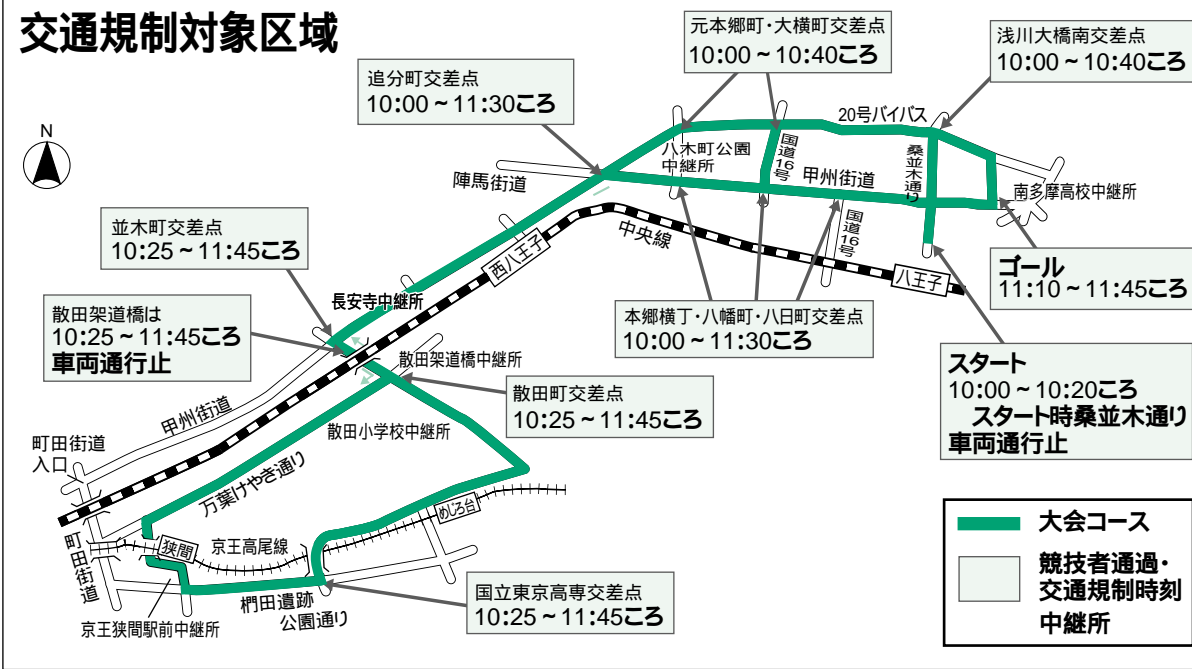 交通規制対象区域
元本郷町・大横町交差点
10:00～10:40ころ
浅川大橋南交差点
10:00～10:40ころ
追分町交差点
10:00～11:30ころ
N
20号バイパス
八木町公園
中継所
国道16号
桑並木通り
陣馬街道
甲州街道
南多摩高校中継所
国道16号
並木町交差点
10:25～11:45ころ
中央線
西八王子
八王子
ゴール
11:10～11:45ころ
長安寺中継所
散田架道橋は
10:25～11:45ころ
車両通行止
本郷横丁・八幡町・八日町交差点
10:00～11:30ころ
散田架道橋中継所
スタート
10:00～10:20ころ
スタート時桑並木通り
車両通行止
散田町交差点
10:25～11:45ころ
甲州街道
散田小学校中継所
町田街道
入口
万葉けやき通り
めじろ台
町田街道
狭間
京王高尾線
国立東京高専交差点
10:25～11:45ころ
椚田遺跡
公園通り
京王狭間駅前中継所
大会コース
競技者通過・
交通規制時刻
中継所